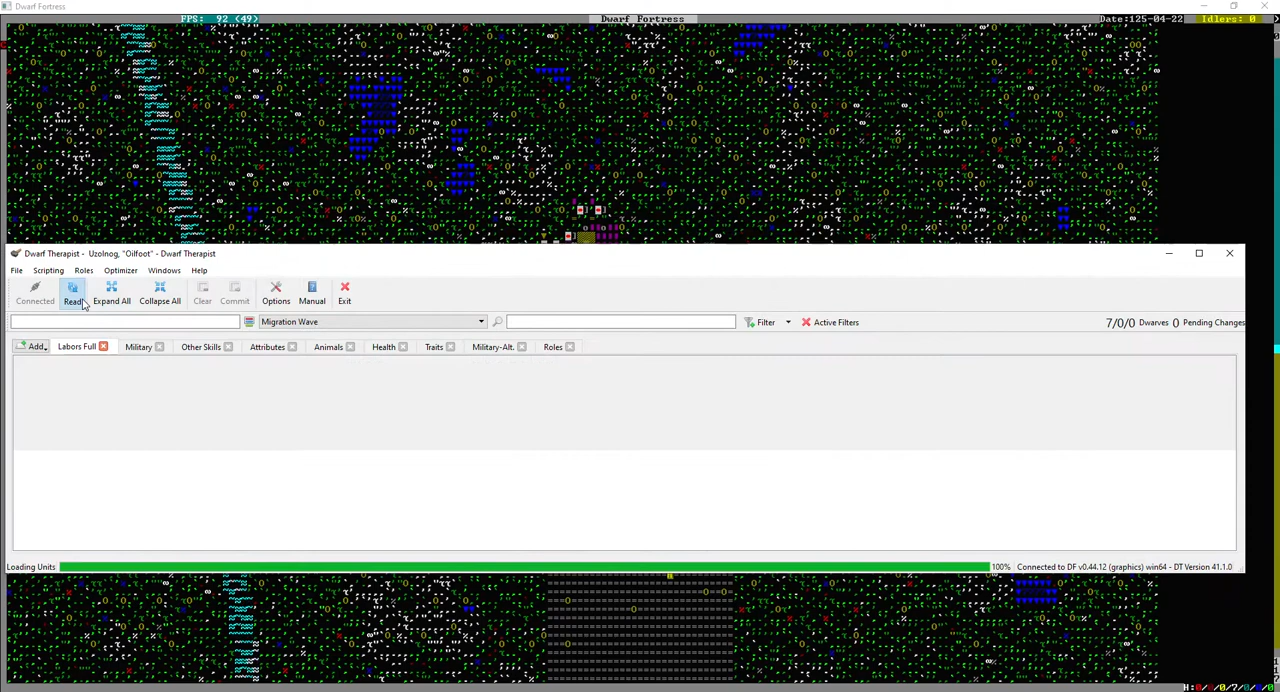 Dwarf Fortress
FPS: 92 (49) Dwarf Fortress Date:125-04-22 Idlers: 0
Dwarf Therapist - Uzolnog, "Oilfoot" - Dwarf Therapist
File Scripting Roles Optimizer Windows Help
Connected Read Expand All Collapse All Clear Commit Options Manual Exit
Migration Wave Filter Active Filters 7/0/0 Dwarves 0 Pending Changes
Add.. Labors Full Military Other Skills Attributes Animals Health Traits Military-Alt. Roles
Loading Units 100% Connected to DF v0.44.12 (graphics) win64 - DT Version 41.1.0